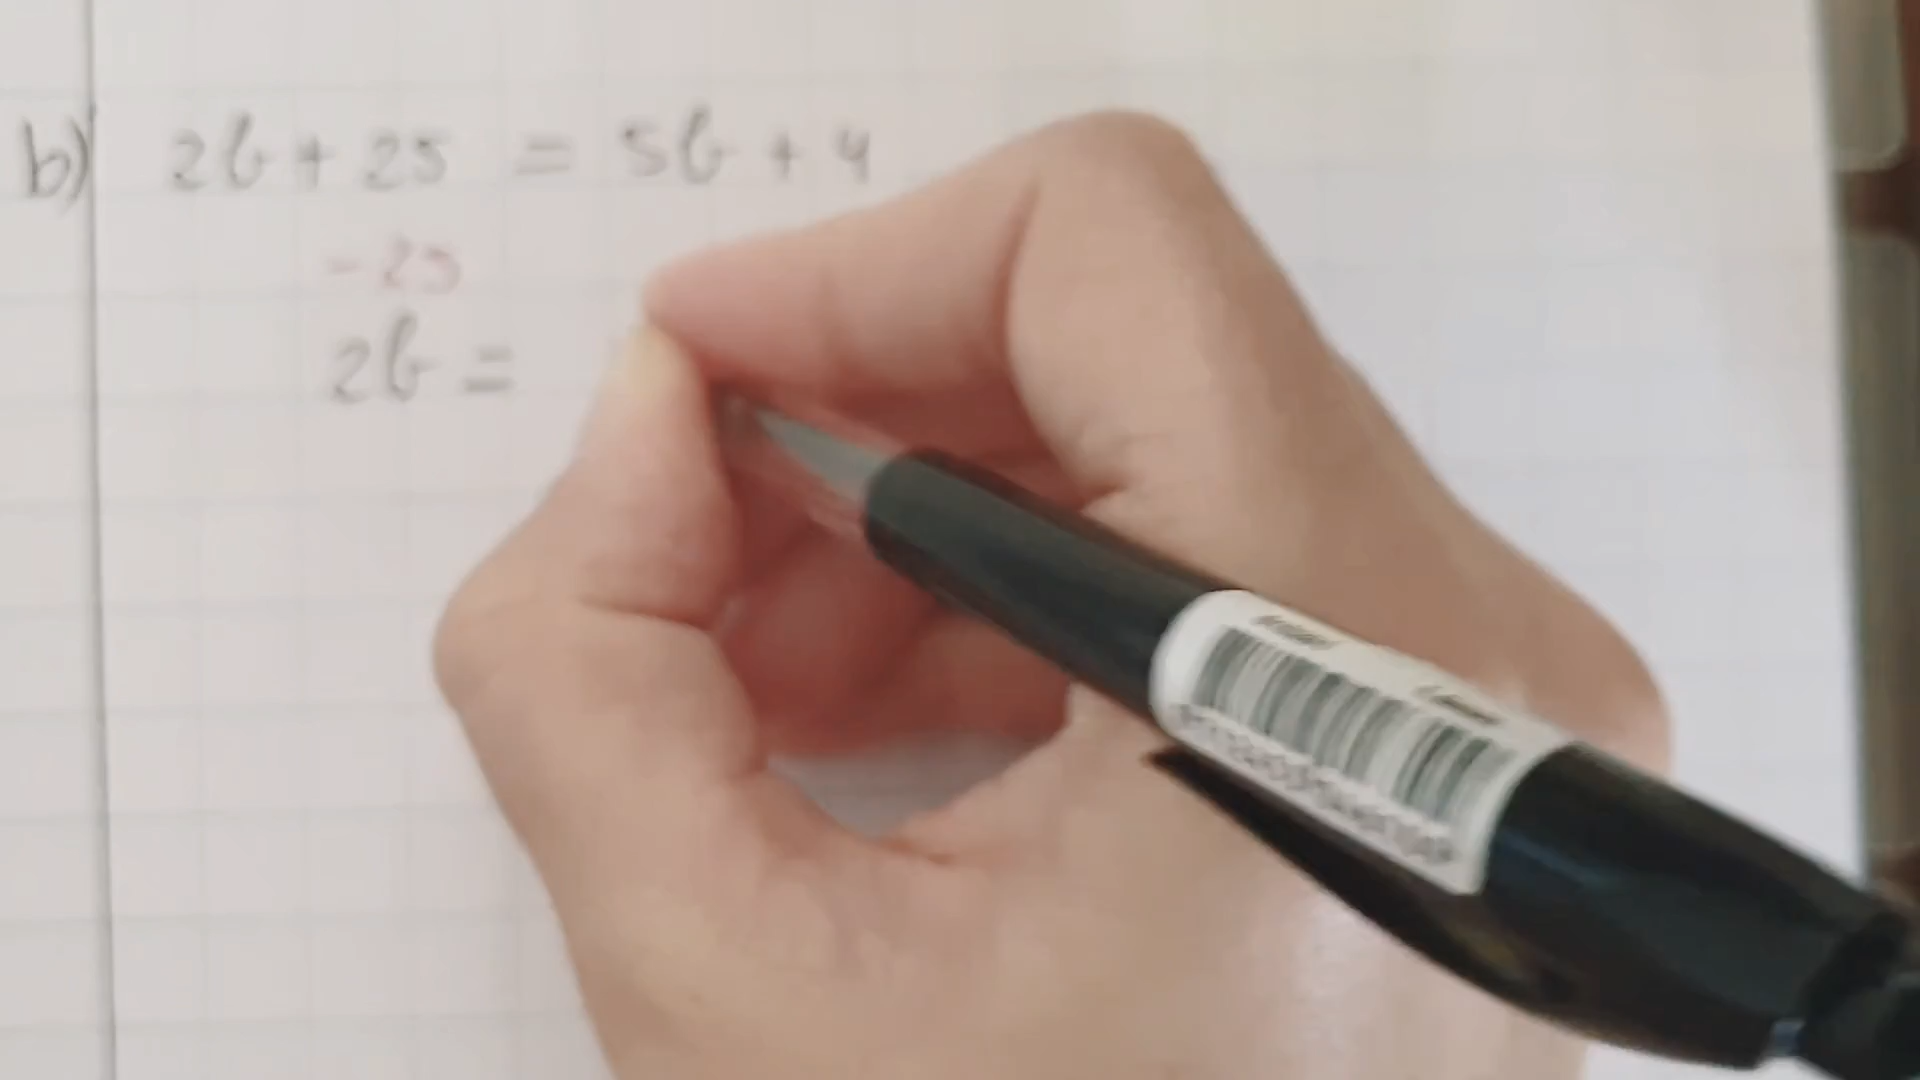 b) 2b + 25 = 5b + 4
-25
2b =